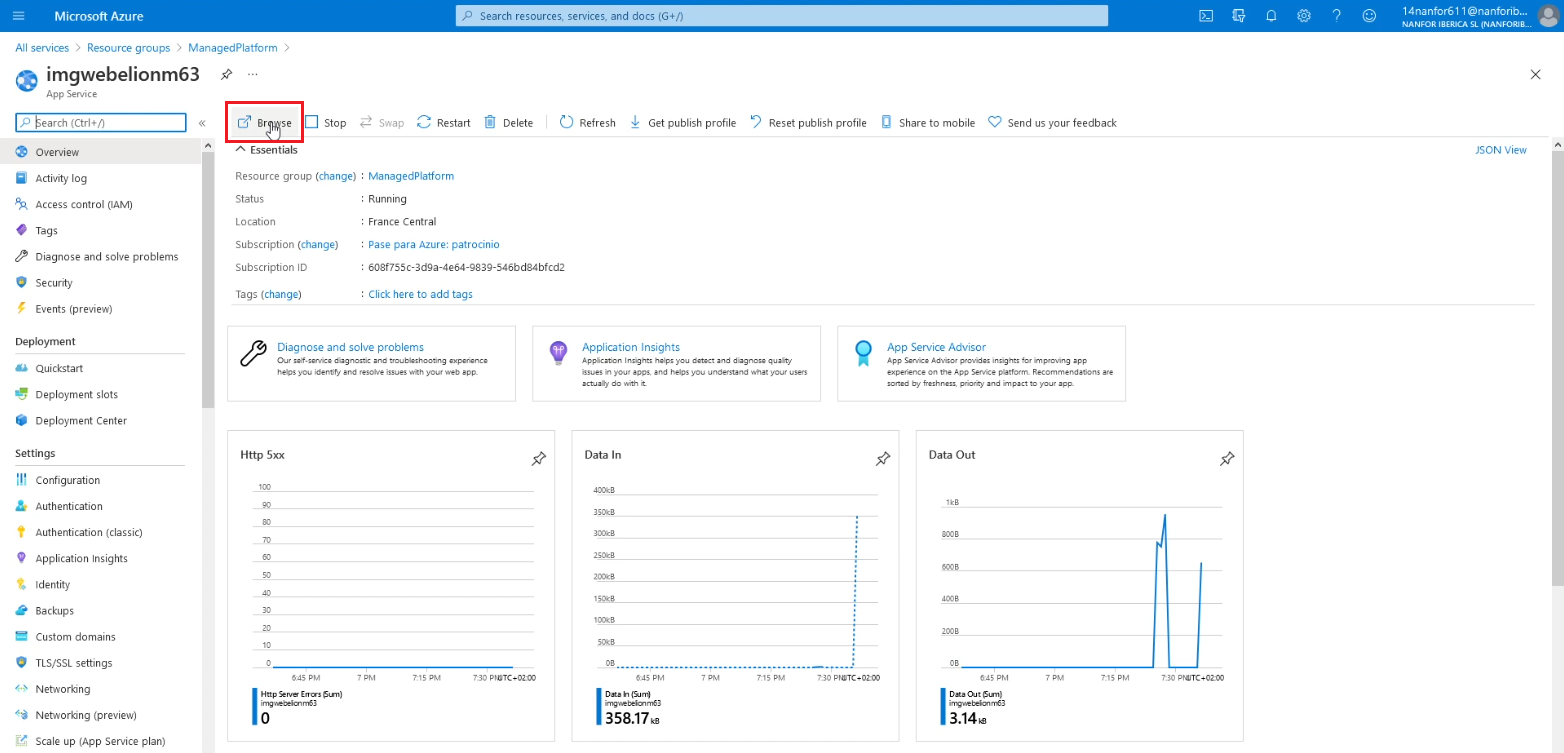 Microsoft Azure
Search resources, services, and docs (G+/)
14nanfor611@nanforib...
NANFOR IBERICA SL (NANFORIB...
All services > Resource groups > ManagedPlatform >
imgwebelionm63
...
App Service
Search (Ctrl+/)
«
Browse
Stop
Swap
Restart
Delete
Refresh
Get publish profile
Reset publish profile
Share to mobile
Send us your feedback
Overview
Activity log
Access control (IAM)
Tags
Diagnose and solve problems
Security
Events (preview)
Deployment
Quickstart
Deployment slots
Deployment Center
Settings
Configuration
Authentication
Authentication (classic)
Application Insights
Identity
Backups
Custom domains
TLS/SSL settings
Networking
Networking (preview)
Scale up (App Service plan)
Essentials
JSON View
Resource group (change) : ManagedPlatform
Status : Running
Location : France Central
Subscription (change) : Pase para Azure: patrocinio
Subscription ID : 608f755c-3d9a-4e64-9839-546bd84bfcd2
Tags (change) : Click here to add tags
Diagnose and solve problems
Our self-service diagnostic and troubleshooting experience
helps you identify and resolve issues with your web app.
Application Insights
Application Insights helps you detect and diagnose quality
issues in your apps, and helps you understand what your users
actually do with it.
App Service Advisor
App Service Advisor provides insights for improving app
experience on the App Service platform. Recommendations are
sorted by freshness, priority and impact to your app.
Http 5xx
100
90
80
70
60
50
40
30
20
10
0
6:45 PM 7 PM 7:15 PM 7:30 PM UTC+02:00
Http Server Errors (Sum)
imgwebelionm63
0
Data In
400kB
350kB
300kB
250kB
200kB
150kB
100kB
50kB
0B
6:45 PM 7 PM 7:15 PM 7:30 PM UTC+02:00
Data In (Sum)
imgwebelionm63
358.17 kB
Data Out
1kB
800B
600B
400B
200B
0B
6:45 PM 7 PM 7:15 PM 7:30 PM UTC+02:00
Data Out (Sum)
imgwebelionm63
3.14 kB